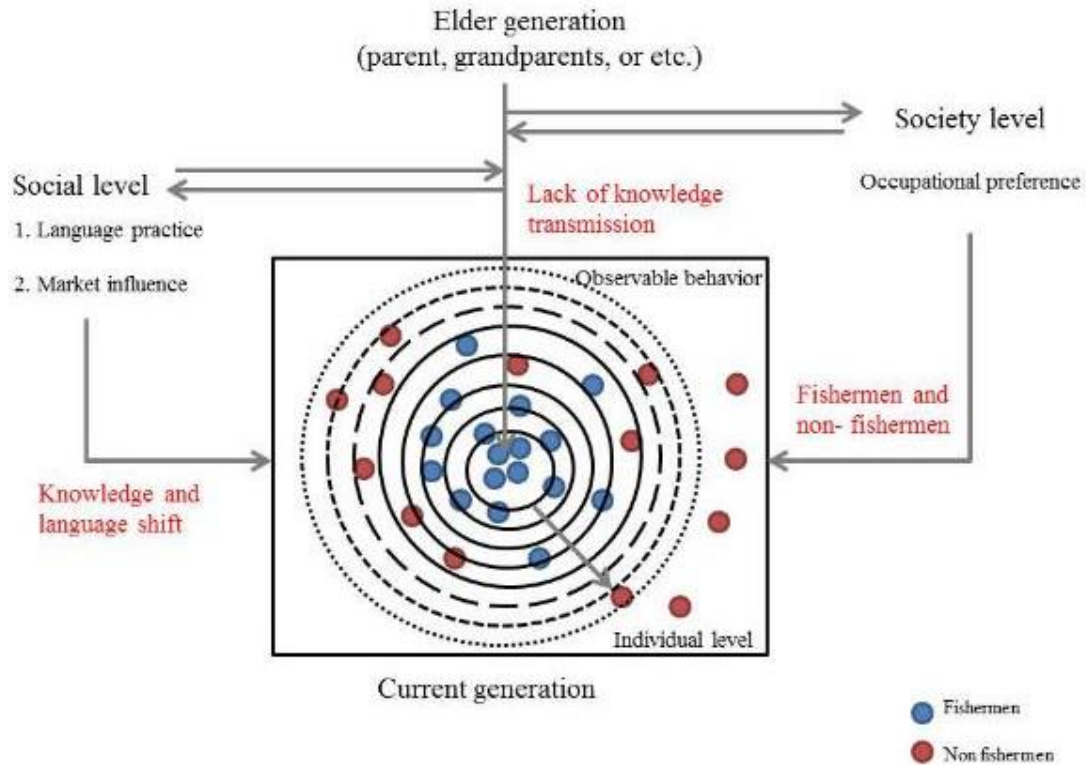 Elder generation
(parent, grandparents, or etc.)
Society level
Occupational preference
Social level
1. Language practice
2. Market influence
Lack of knowledge
transmission
Observable behavior
Fishermen and
non- fishermen
Knowledge and
language shift
Individual level
Current generation
Fishermen
Non fishermen